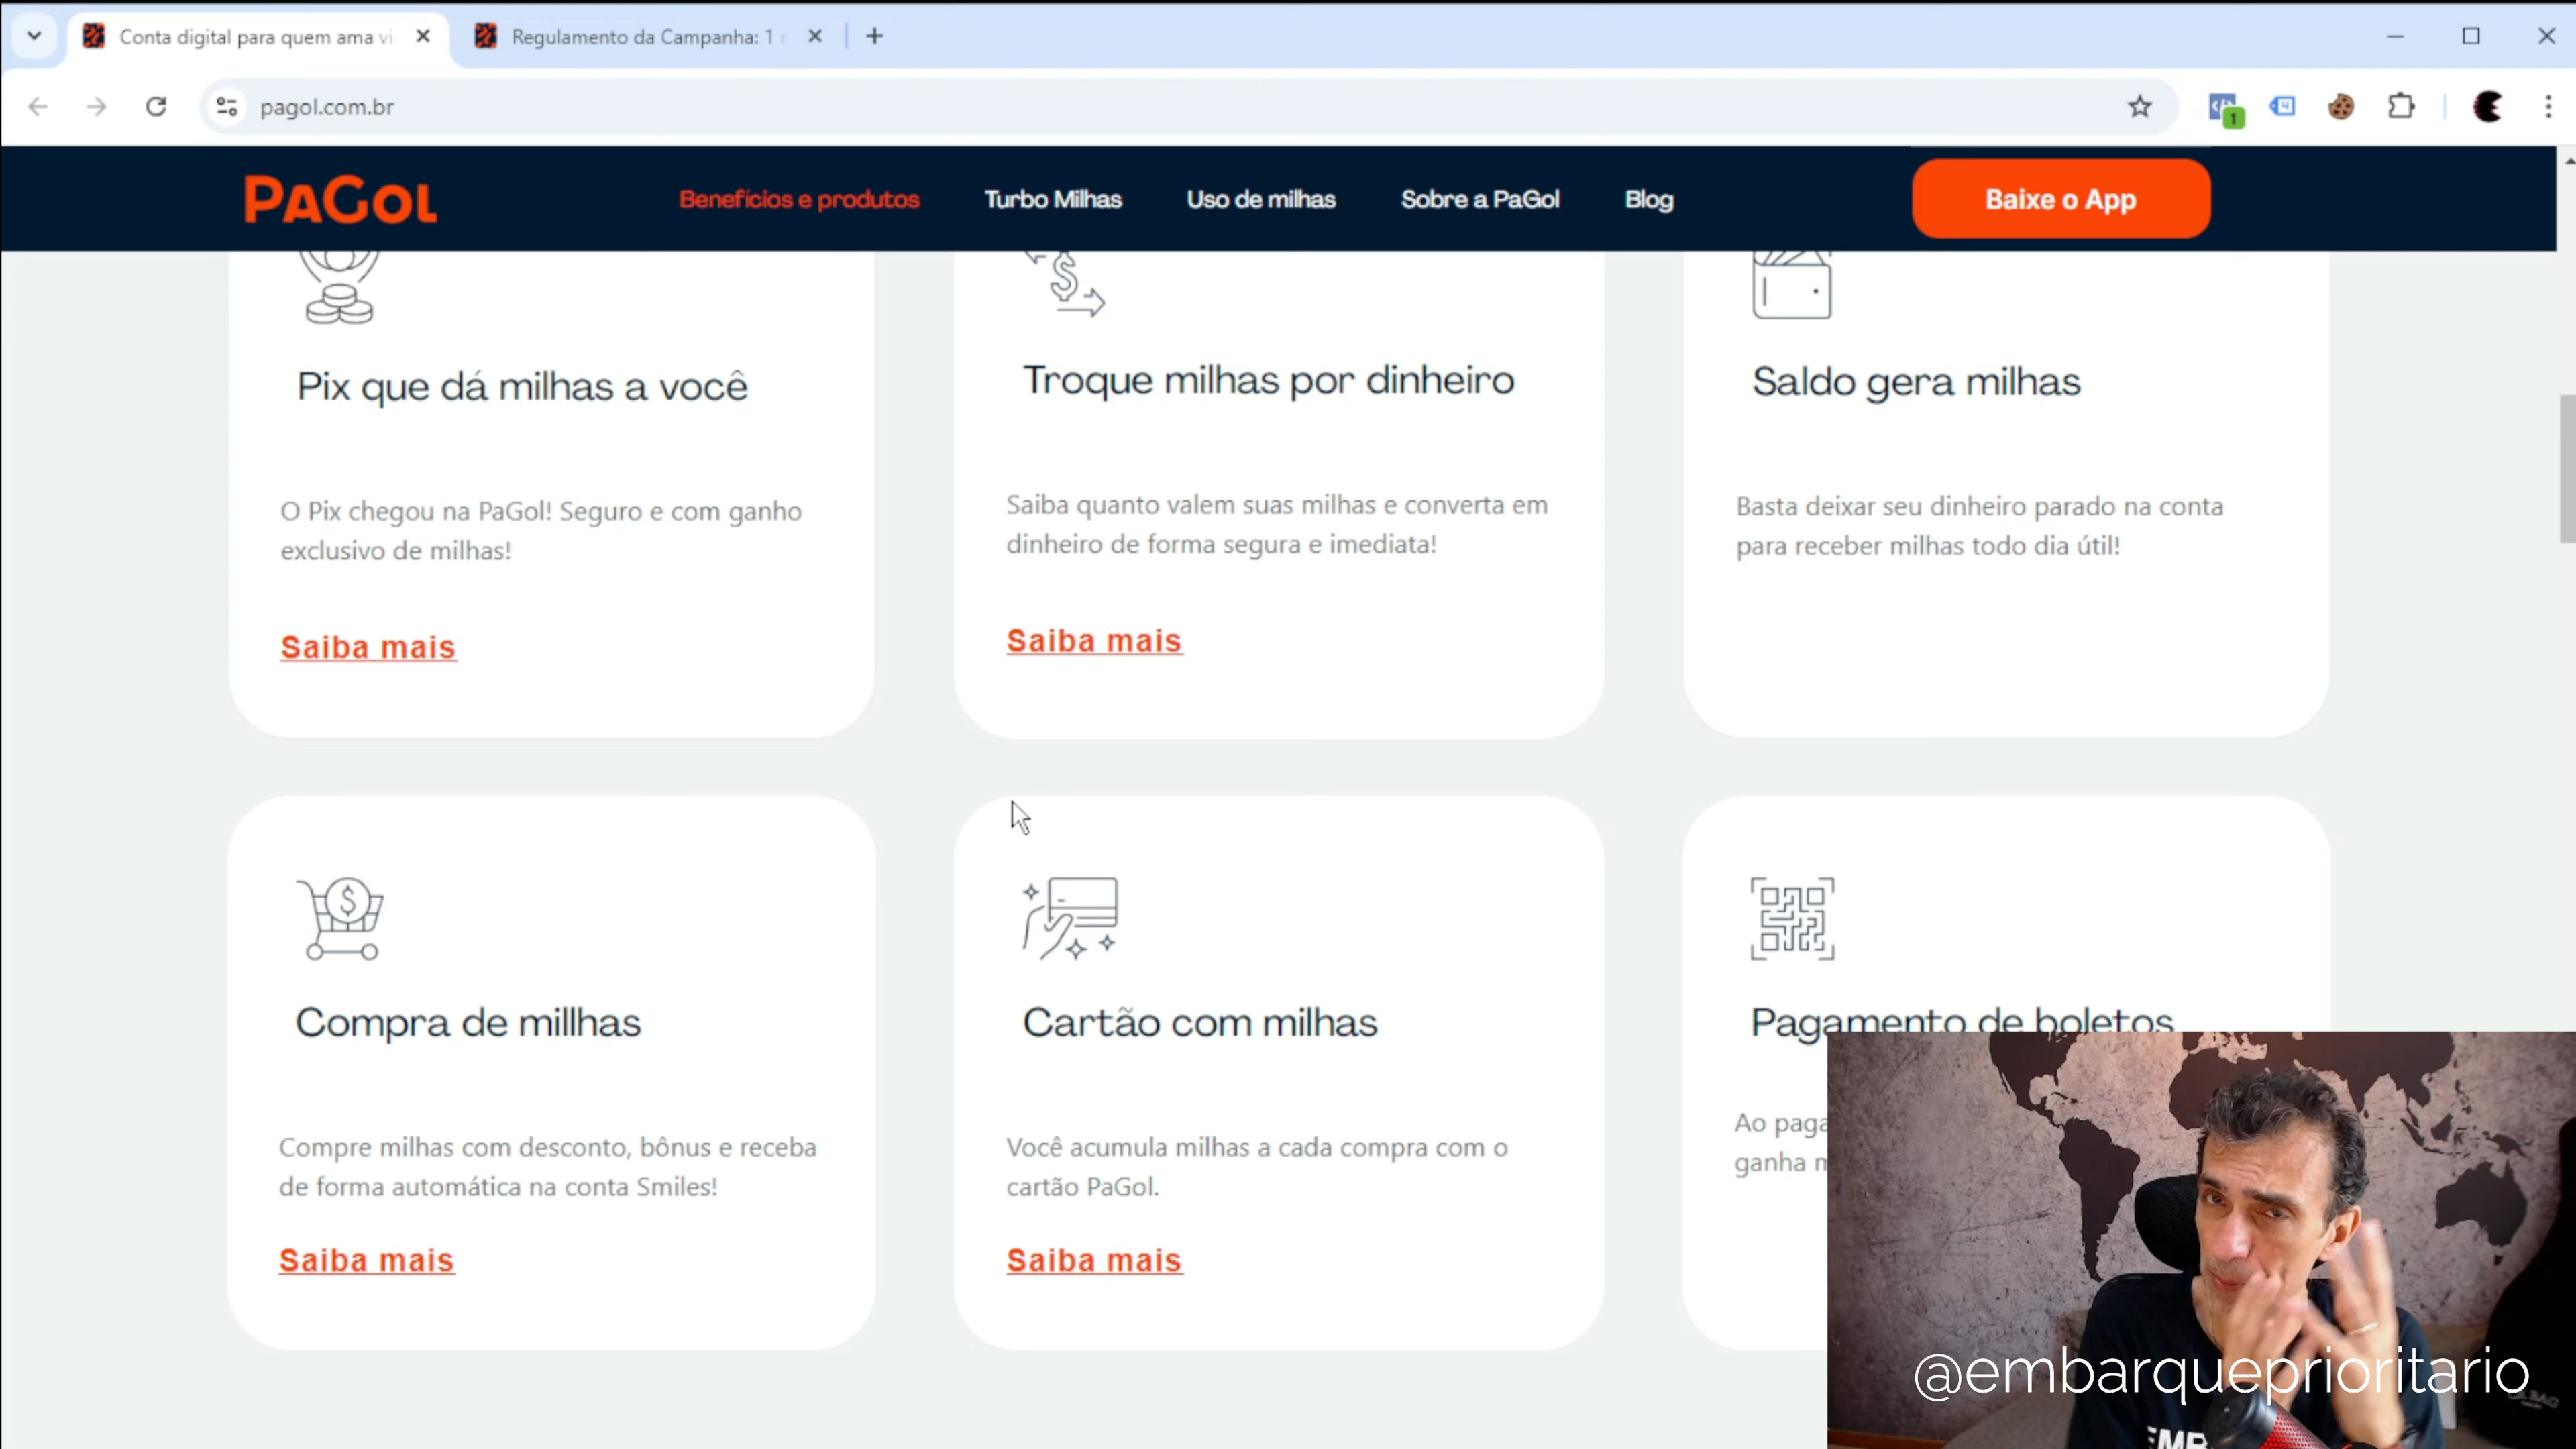 Conta digital para quem ama vi
Regulamento da Campanha: 1
pagol.com.br
1
PAGOL
Benefícios e produtos
Turbo Milhas
Uso de milhas
Sobre a PaGol
Blog
Baixe o App
Pix que dá milhas a você
O Pix chegou na PaGol! Seguro e com ganho
exclusivo de milhas!
Saiba mais
Troque milhas por dinheiro
Saiba quanto valem suas milhas e converta em
dinheiro de forma segura e imediata!
Saiba mais
Saldo gera milhas
Basta deixar seu dinheiro parado na conta
para receber milhas todo dia útil!
Compra de millhas
Compre milhas com desconto, bônus e receba
de forma automática na conta Smiles!
Saiba mais
Cartão com milhas
Você acumula milhas a cada compra com o
cartão PaGol.
Saiba mais
Pagamento de boletos
Ao paga
ganha
@embarqueprioritario
EMB